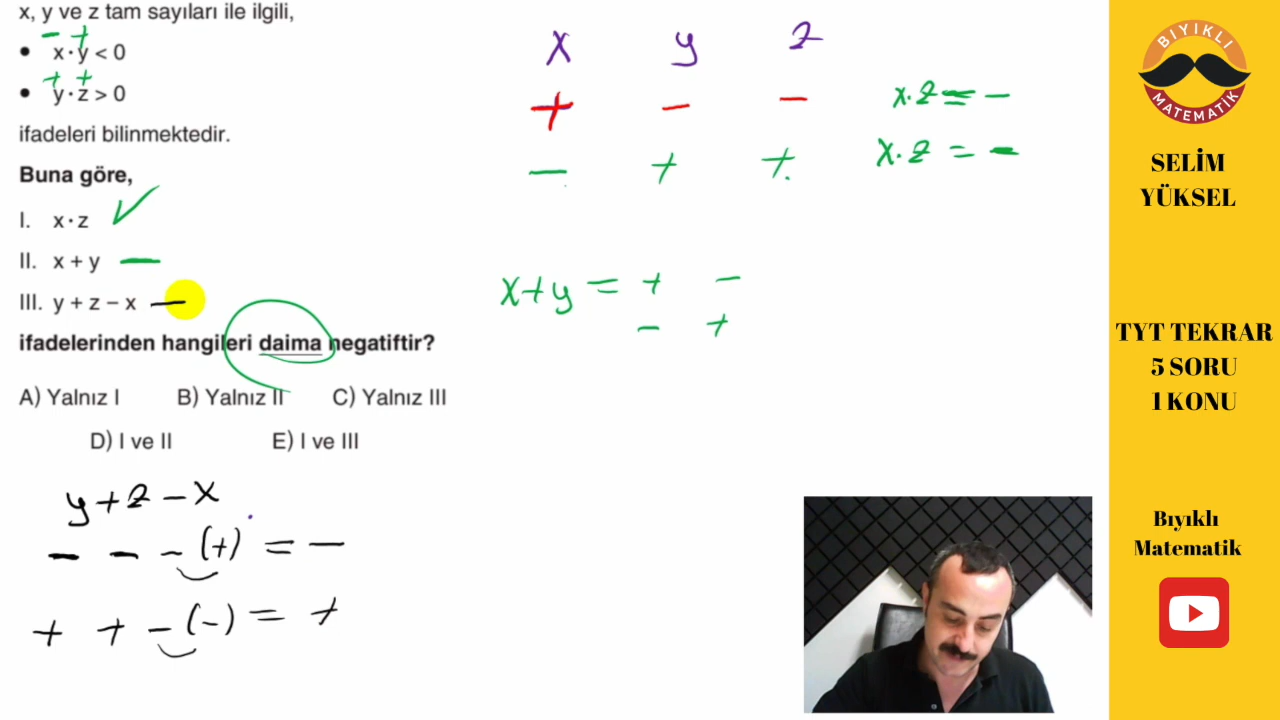 x, y ve z tam sayıları ile ilgili,
- +
• x·y < 0
+ +
• y·z > 0
ifadeleri bilinmektedir.
Buna göre,
I. x·z ✓
II. x + y —
III. y + z − x —
ifadelerinden hangileri daima negatiftir?
A) Yalnız I B) Yalnız II C) Yalnız III
D) I ve II E) I ve III
y + z − x
− − −(+) = −
+ + −(−) = +
x y z
+ − −
− + +
x·z = −
x·z = −
x+y = + −
− +
BIYIKLI
MATEMATİK
SELİM
YÜKSEL
TYT TEKRAR
5 SORU
1 KONU
Bıyıklı
Matematik